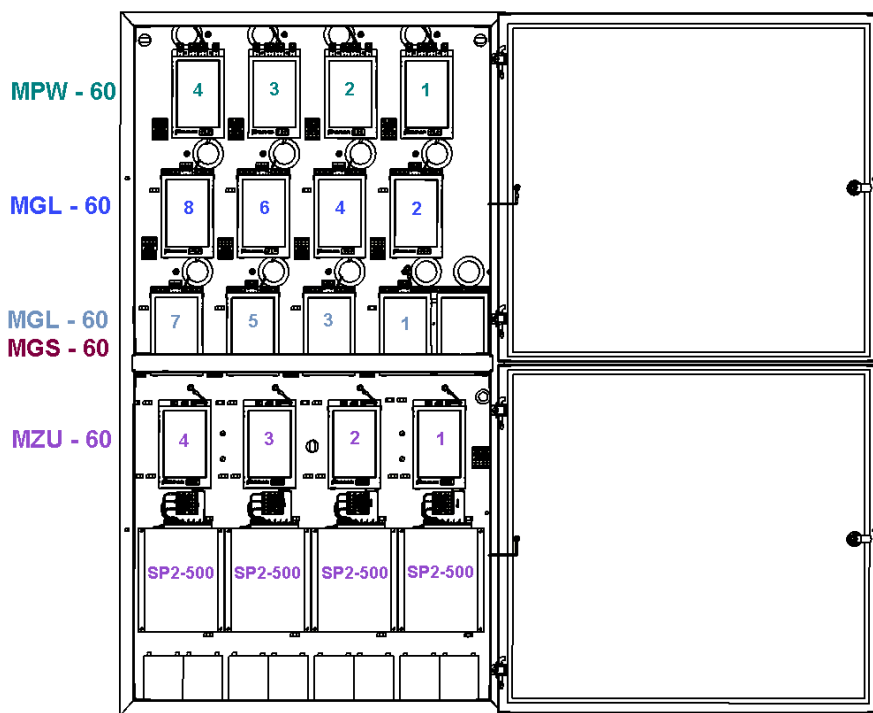 MPW - 60
4 3 2 1
MGL - 60
8 6 4 2
MGL - 60
7 5 3 1
MGS - 60
MZU - 60
4 3 2 1
SP2-500 SP2-500 SP2-500 SP2-500